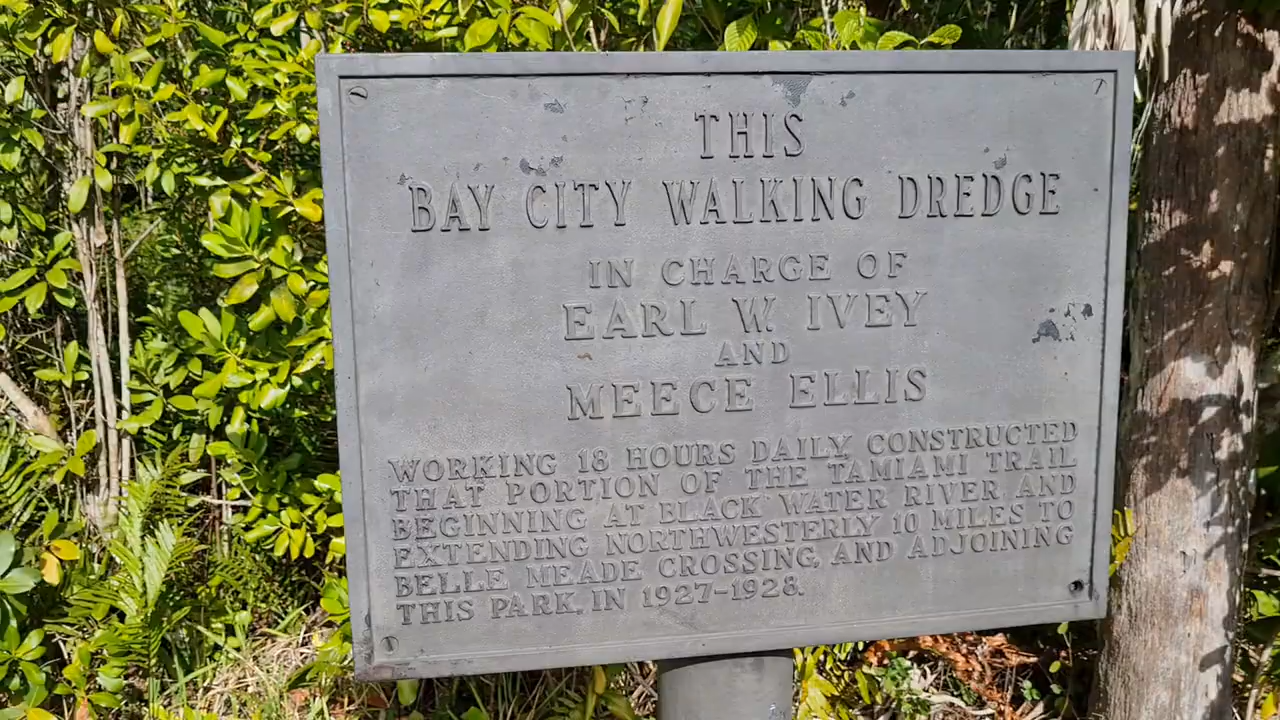 THIS
BAY CITY WALKING DREDGE
IN CHARGE OF
EARL W. IVEY
AND
MEECE ELLIS
WORKING 18 HOURS DAILY, CONSTRUCTED
THAT PORTION OF THE TAMIAMI TRAIL
BEGINNING AT BLACK WATER RIVER AND
EXTENDING NORTHWESTERLY 10 MILES TO
BELLE MEADE CROSSING, AND ADJOINING
THIS PARK, IN 1927-1928.